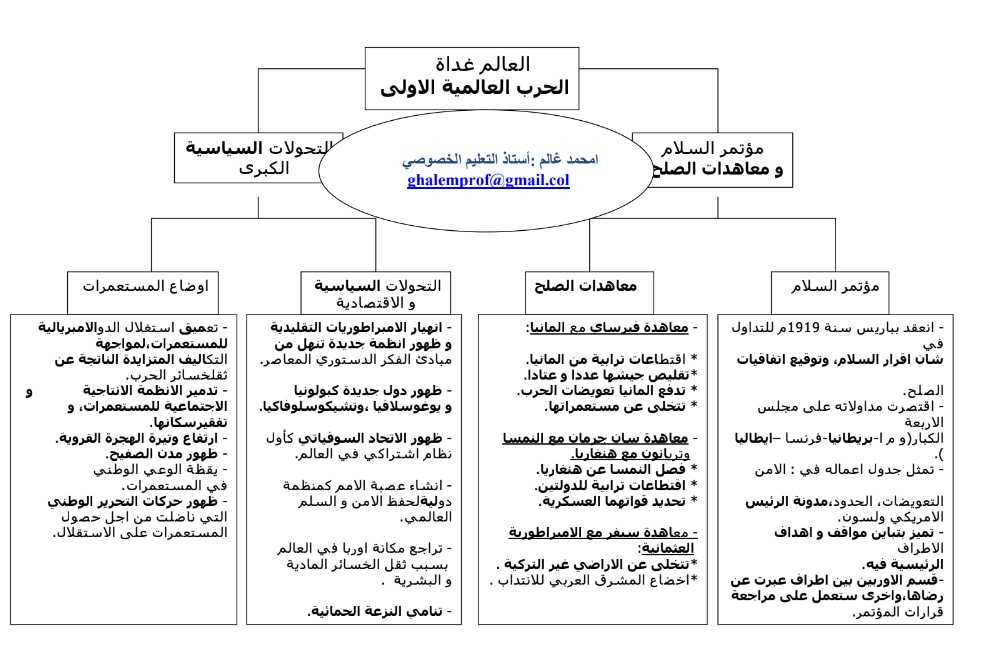 العالم غداة
الحرب العالمية الاولى
مؤتمر السلام
و معاهدات الصلح
التحولات السياسية
الكبرى
امحمد غالم :أستاذ التعليم الخصوصي
ghalemprof@gmail.col
مؤتمر السلام
معاهدات الصلح
التحولات السياسية
و الاقتصادية
اوضاع المستعمرات
- انعقد بباريس سنة 1919م للتداول
في
شان اقرار السلام، وتوقيع اتفاقيات
الصلح.
- اقتصرت مداولاته على مجلس
الاربعة
الكبار(و م ا-بريطانيا-فرنسا –ايطاليا
).
- تمثل جدول اعماله في : الامن
التعويضات، الحدود،مدونة الرئيس
الامريكي ولسون.
- تميز بتباين مواقف و اهداف
الاطراف
الرئيسية فيه.
-قسم الاوربين بين اطراف عبرت عن
رضاها،واخرى ستعمل على مراجعة
قرارات المؤتمر.
- معاهدة فيرساي مع المانيا:
* اقتطاعات ترابية من المانيا.
*تقليص جيشها عددا و عتادا.
* تدفع المانيا تعويضات الحرب.
* تتخلى عن مستعمراتها.
- معاهدة سان جرمان مع النمسا
وتريانون مع هنغاريا.
* فصل النمسا عن هنغاريا.
* اقتطاعات ترابية للدولتين.
* تحديد قواتهما العسكرية.
- معاهدة سيفر مع الامبراطورية
العثمانية:
*تتخلى عن الاراضي غير التركية .
*اخضاع المشرق العربي للانتداب .
- انهيار الامبراطوريات التقليدية
و ظهور انظمة جديدة تنهل من
مبادئ الفكر الدستوري المعاصر.
- ظهور دول جديدة كبولونيا
و يوغوسلافيا ،وتشيكوسلوفاكيا.
- ظهور الاتحاد السوفياتي كأول
نظام اشتراكي في العالم.
- انشاء عصبة الامم كمنظمة
دوليةلحفظ الامن و السلم
العالمي.
- تراجع مكانة اوربا في العالم
بسبب ثقل الخسائر المادية
و البشرية .
- تنامي النزعة الحمائية.
- تعميق استغلال الدوالامبريالية
للمستعمرات،لمواجهة
التكاليف المتزايدة الناتجة عن
ثقلخسائر الحرب.
- تدمير الانظمة الانتاجية و
الاجتماعية للمستعمرات، و
تفقيرسكانها.
- ارتفاع وتيرة الهجرة القروية.
- ظهور مدن الصفيح.
- يقظة الوعي الوطني
في المستعمرات.
- ظهور حركات التحرير الوطني
التي ناضلت من اجل حصول
المستعمرات على الاستقلال.